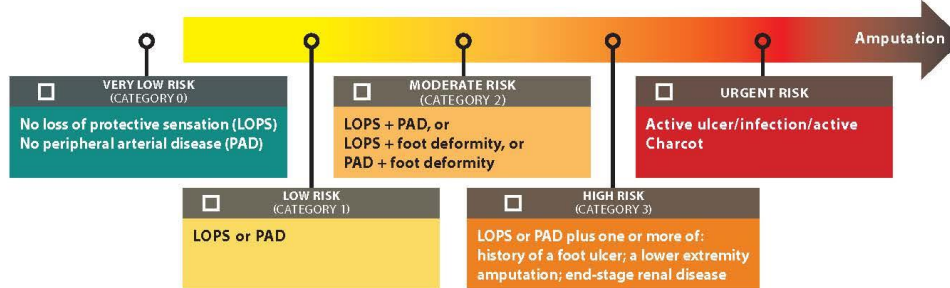 Amputation
VERY LOW RISK
(CATEGORY 0)
No loss of protective sensation (LOPS)
No peripheral arterial disease (PAD)
LOW RISK
(CATEGORY 1)
LOPS or PAD
MODERATE RISK
(CATEGORY 2)
LOPS + PAD, or
LOPS + foot deformity, or
PAD + foot deformity
HIGH RISK
(CATEGORY 3)
LOPS or PAD plus one or more of:
history of a foot ulcer; a lower extremity
amputation; end-stage renal disease
URGENT RISK
Active ulcer/infection/active
Charcot